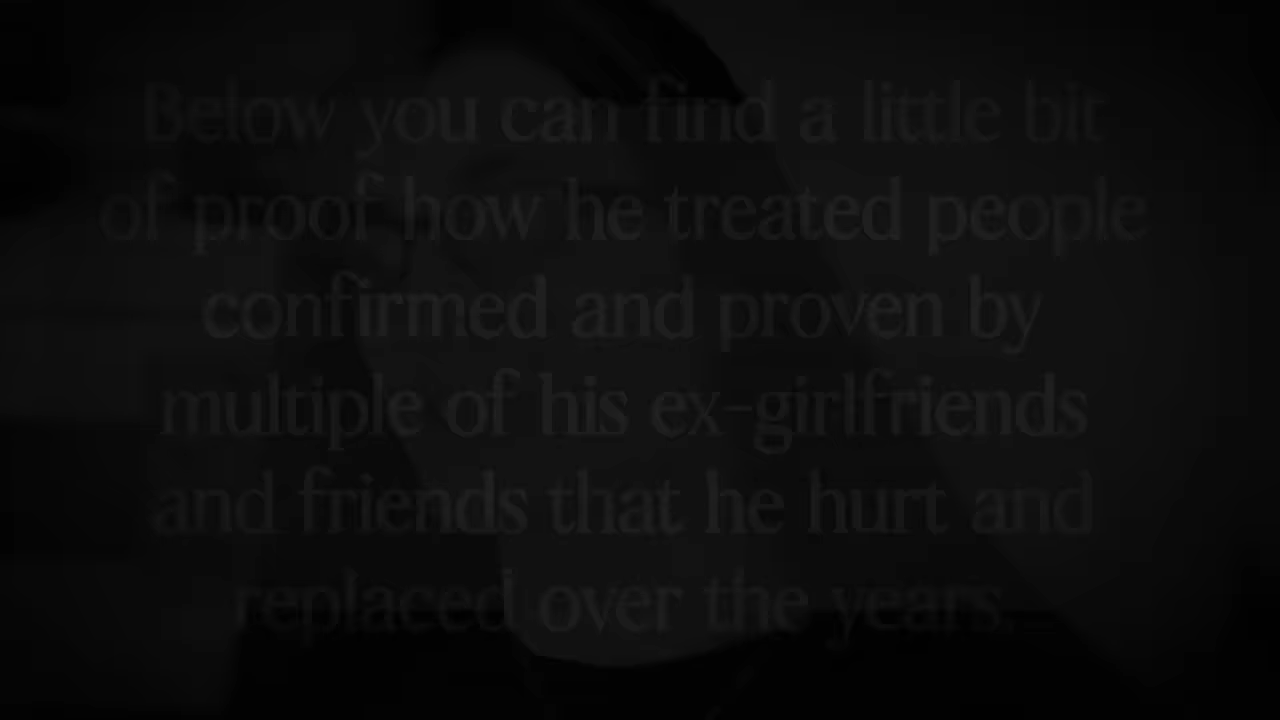 Below you can find a little bit
of proof how he treated people
confirmed and proven by
multiple of his ex-girlfriends
and friends that he hurt and
replaced over the years.